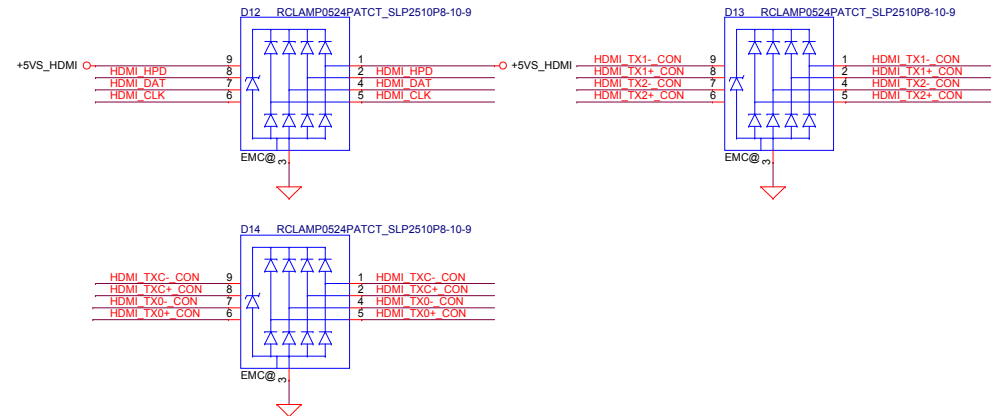 D12 RCLAMP0524PATCT_SLP2510P8-10-9
+5VS_HDMI 9 1 +5VS_HDMI
HDMI_HPD 8 2 HDMI_HPD
HDMI_DAT 7 4 HDMI_DAT
HDMI_CLK 6 5 HDMI_CLK
EMC@ 3
D13 RCLAMP0524PATCT_SLP2510P8-10-9
HDMI_TX1-_CON 9 1 HDMI_TX1-_CON
HDMI_TX1+_CON 8 2 HDMI_TX1+_CON
HDMI_TX2-_CON 7 4 HDMI_TX2-_CON
HDMI_TX2+_CON 6 5 HDMI_TX2+_CON
EMC@ 3
D14 RCLAMP0524PATCT_SLP2510P8-10-9
HDMI_TXC-_CON 9 1 HDMI_TXC-_CON
HDMI_TXC+_CON 8 2 HDMI_TXC+_CON
HDMI_TX0-_CON 7 4 HDMI_TX0-_CON
HDMI_TX0+_CON 6 5 HDMI_TX0+_CON
EMC@ 3